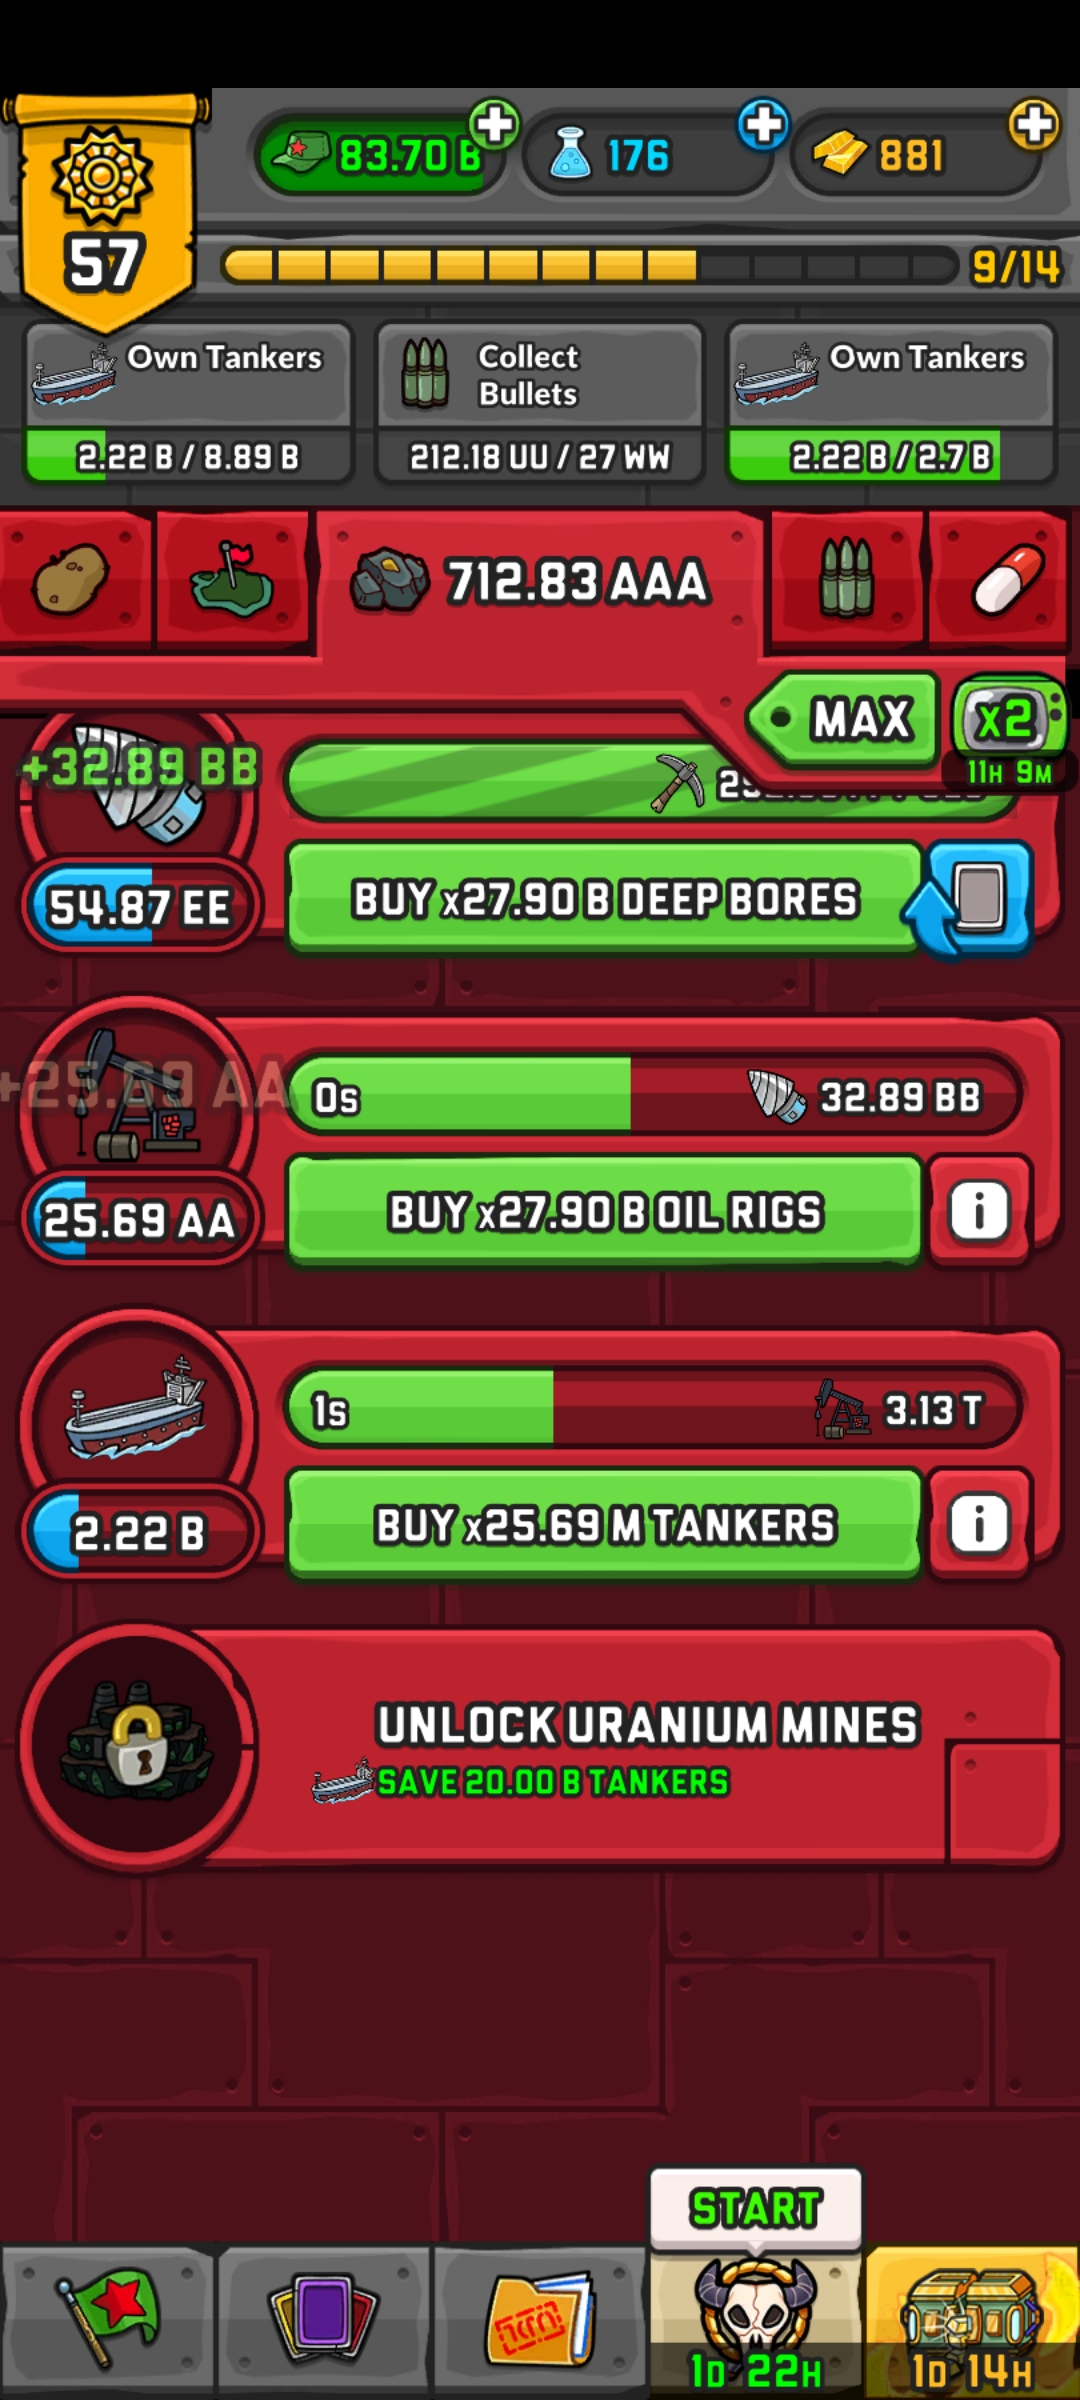 83.70 B
176
881
57
9/14
Own Tankers
Collect
Bullets
Own Tankers
2.22 B / 8.89 B
212.18 UU / 27 WW
2.22 B / 2.7 B
712.83 AAA
MAX
x2
11H 9M
+32.89 BB
54.87 EE
BUY x27.90 B DEEP BORES
+25.69 AA
0s
32.89 BB
25.69 AA
BUY x27.90 B OIL RIGS
i
1s
3.13 T
2.22 B
BUY x25.69 M TANKERS
i
UNLOCK URANIUM MINES
SAVE 20.00 B TANKERS
START
1D 22H
1D 14H